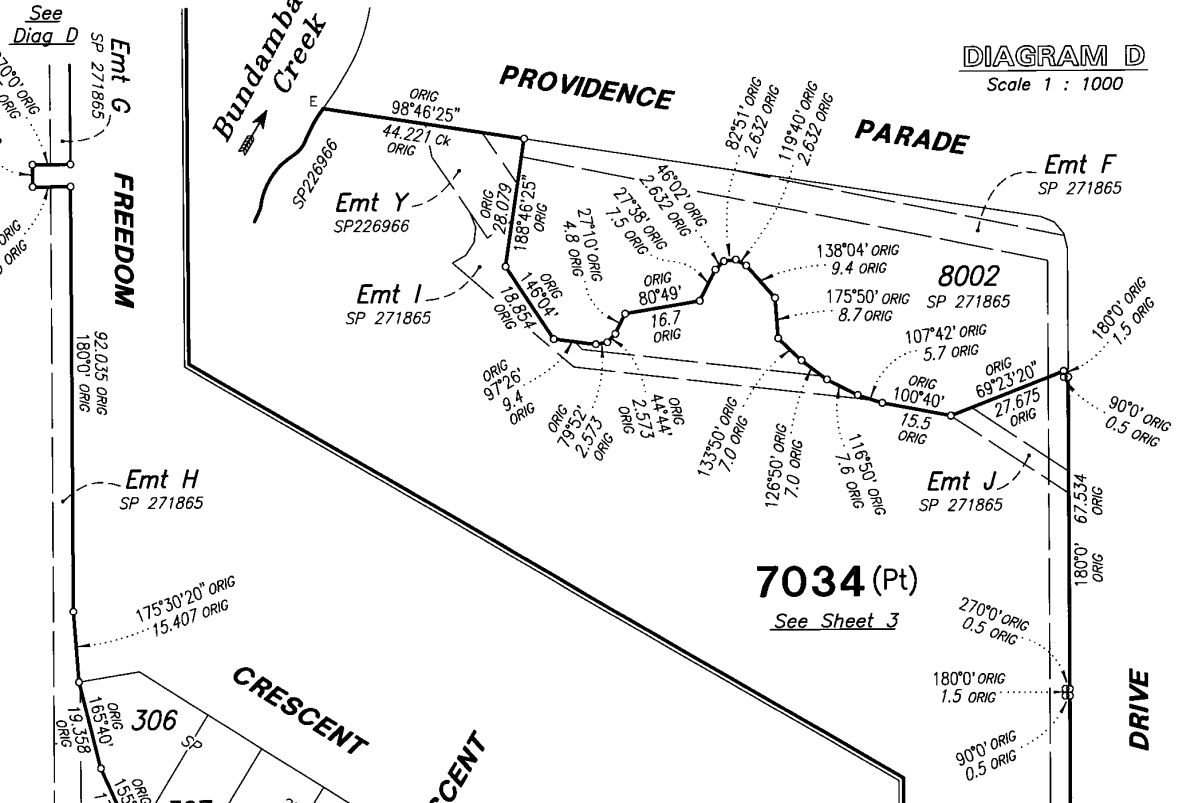 See
Diag D
Emt G
SP 271865
FREEDOM
92.035 ORIG
180°0' ORIG
Emt H
SP 271865
175°30'20" ORIG
15.407 ORIG
ORIG
165°40'
19.358
ORIG
306
SP
CRESCENT
Bundamba
Creek
E
SP226966
ORIG
98°46'25"
44.221 Ck
ORIG
PROVIDENCE
PARADE
DIAGRAM D
Scale 1 : 1000
Emt F
SP 271865
Emt Y
SP226966
ORIG
28.079
188°46'25"
ORIG
Emt I
SP 271865
ORIG
146°04'
18.854
ORIG
27°10' ORIG
4.8 ORIG
27°38' ORIG
7.5 ORIG
46°02' ORIG
2.632 ORIG
82°51' ORIG
2.632 ORIG
119°40' ORIG
2.632 ORIG
138°04' ORIG
9.4 ORIG
175°50' ORIG
8.7 ORIG
8002
SP 271865
ORIG
80°49'
16.7
ORIG
107°42' ORIG
5.7 ORIG
180°0' ORIG
1.5 ORIG
ORIG
69°23'20"
27.675
ORIG
ORIG
100°40'
15.5
ORIG
90°0' ORIG
0.5 ORIG
ORIG
97°26'
9.4
ORIG
ORIG
79°52'
2.573
ORIG
44°44'
2.573
ORIG
133°50' ORIG
7.0 ORIG
126°50' ORIG
7.0 ORIG
116°50' ORIG
7.6 ORIG
Emt J
SP 271865
67.534
ORIG
180°0'
7034 (Pt)
See Sheet 3
270°0' ORIG
0.5 ORIG
180°0' ORIG
1.5 ORIG
90°0' ORIG
0.5 ORIG
DRIVE